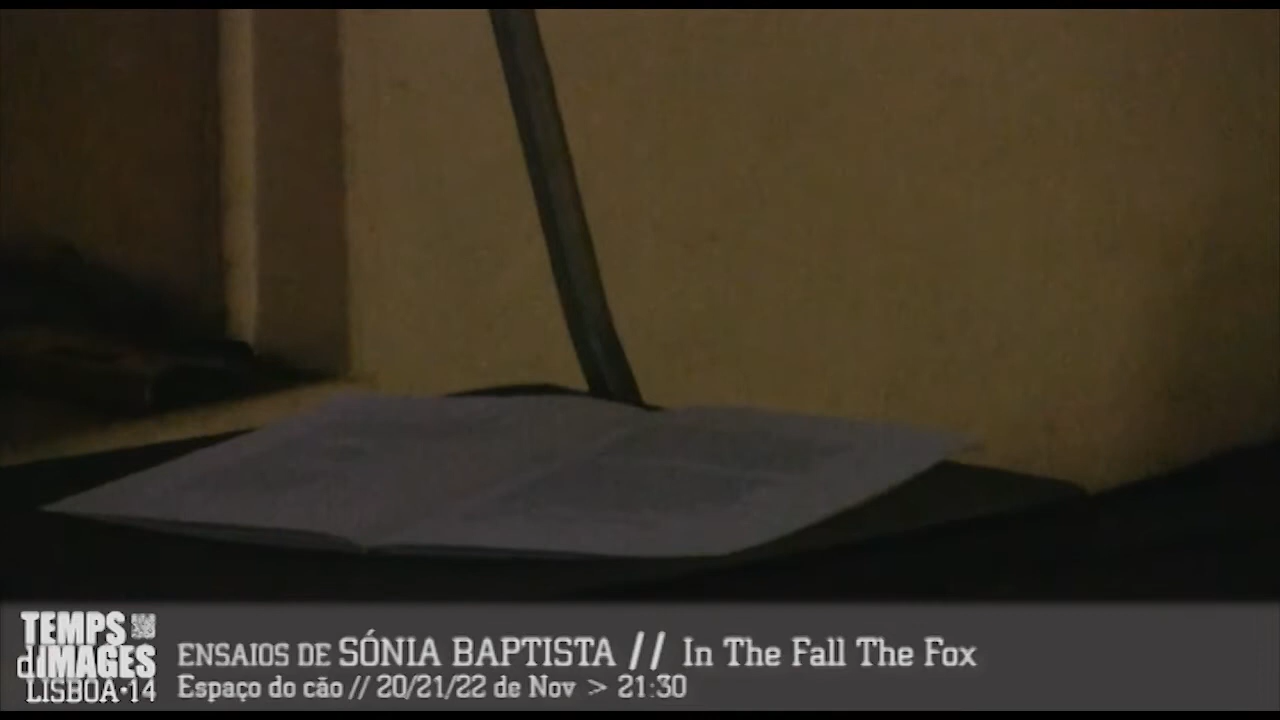 TEMPS
d'IMAGES
LISBOA•14
ENSAIOS DE SÓNIA BAPTISTA // In The Fall The Fox
Espaço do cão // 20/21/22 de Nov > 21:30